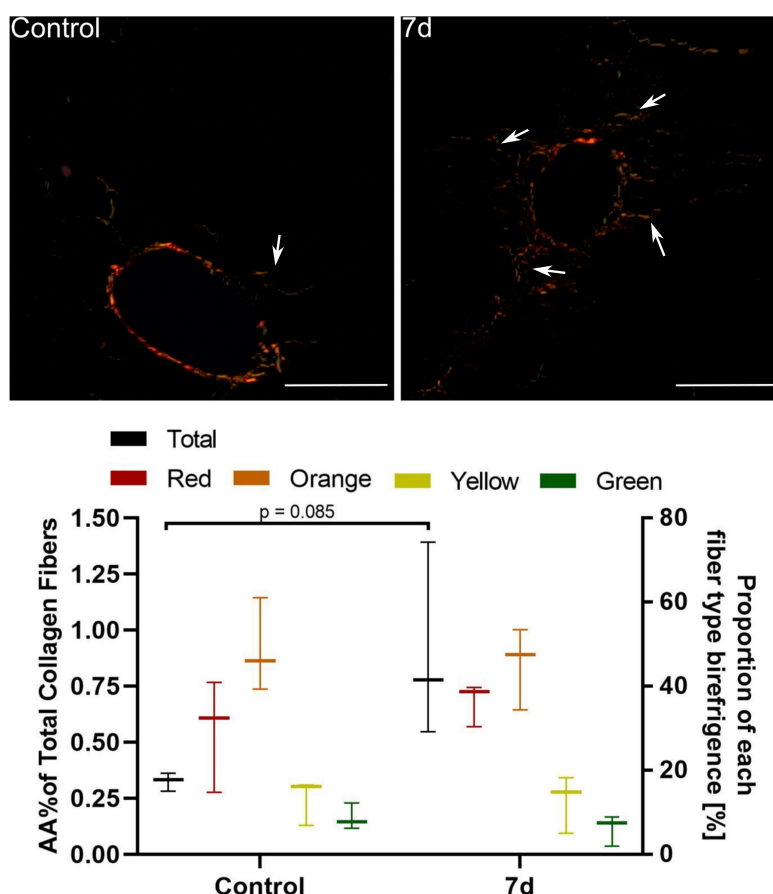 Control
7d
Total
Red
Orange
Yellow
Green
AA%of Total Collagen Fibers
1.50
1.25
1.00
0.75
0.50
0.25
0.00
p = 0.085
80
60
40
20
0
Proportion of each
fiber type birefrigence [%]
Control
7d